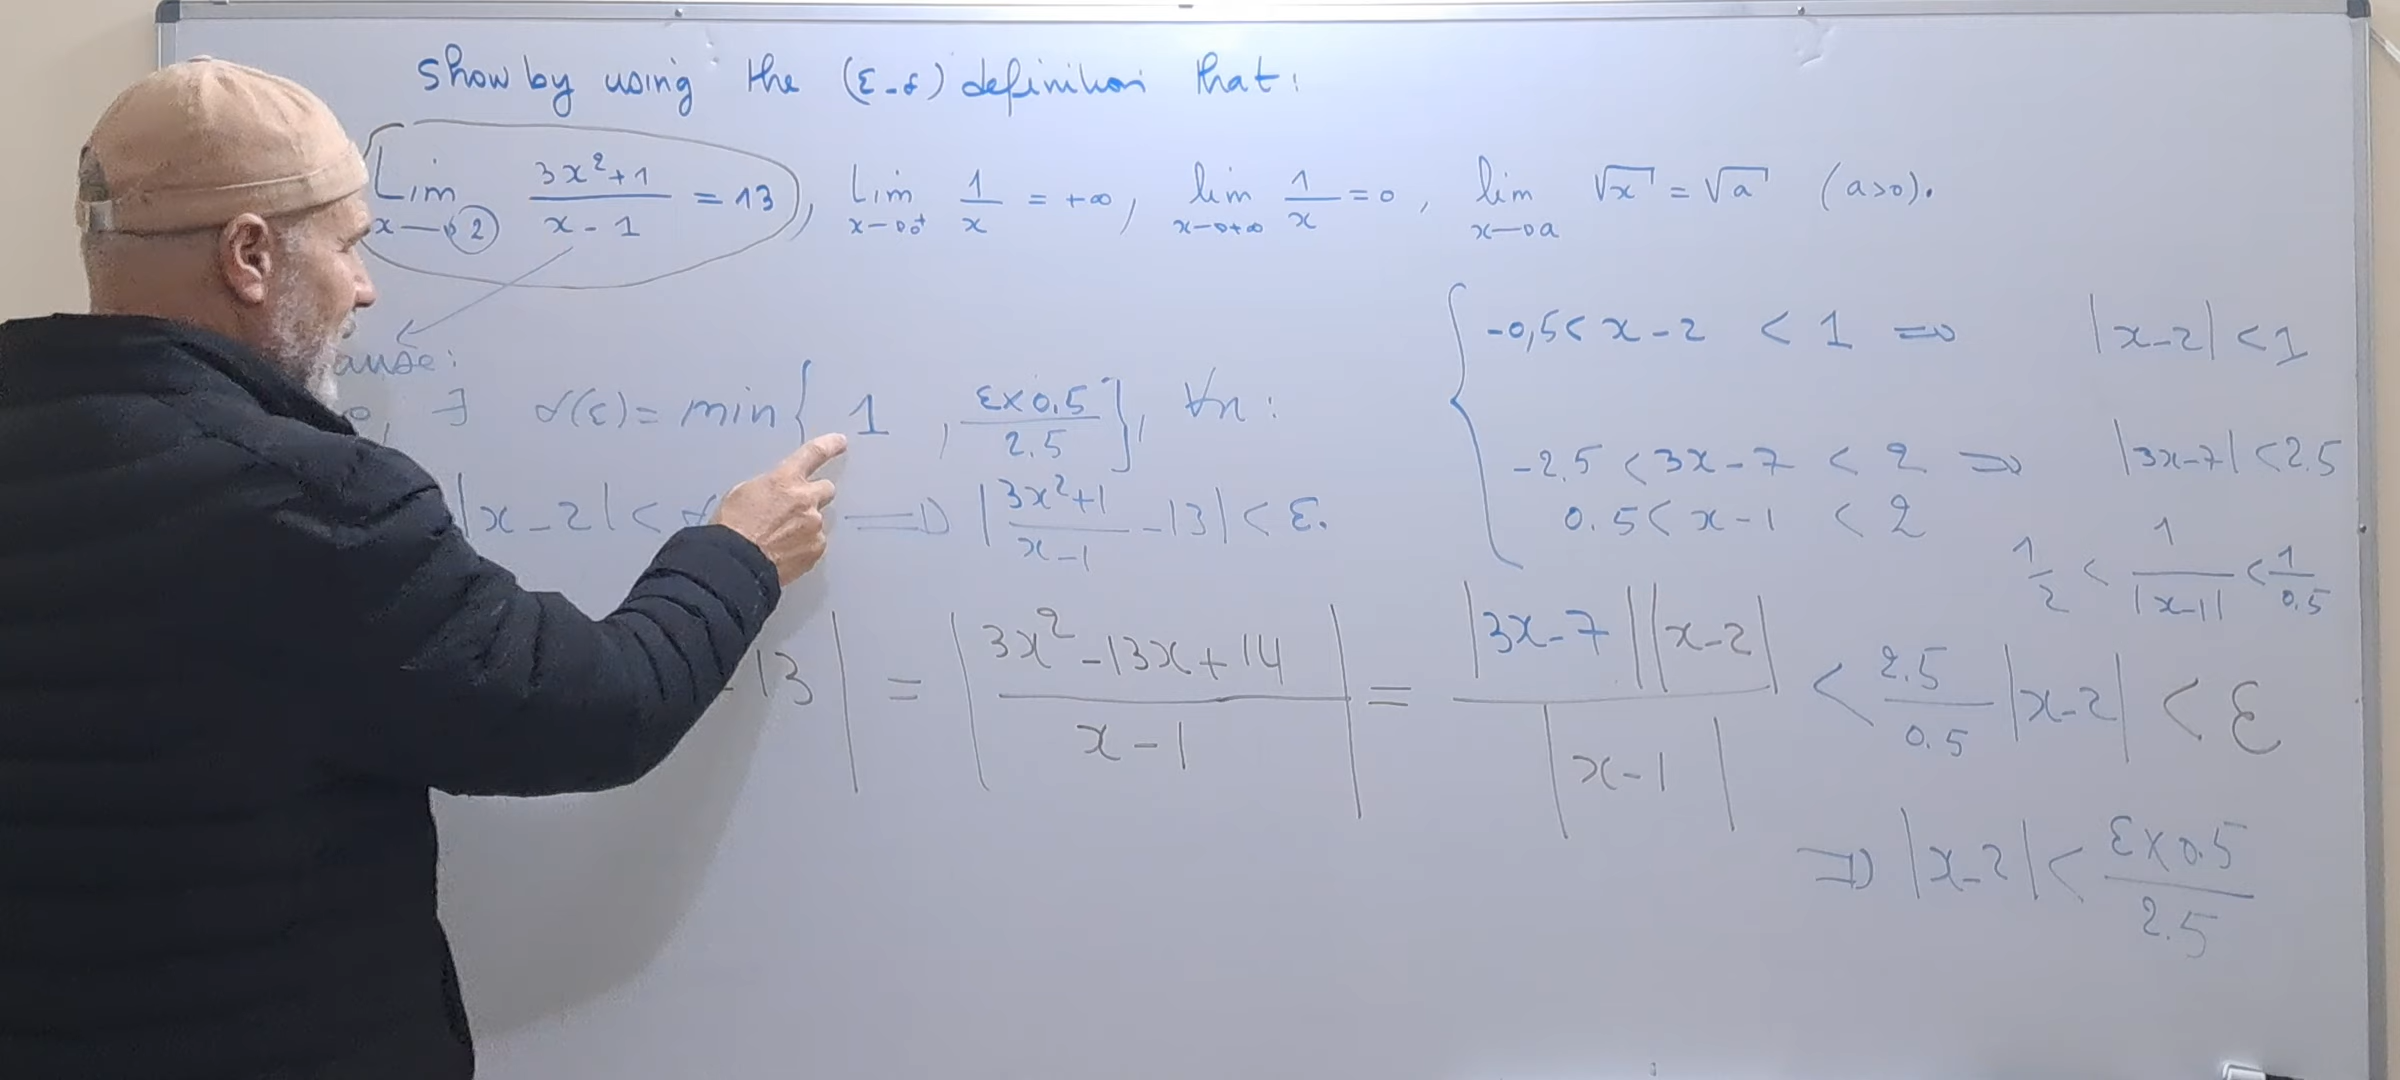 Show by using the (ε-δ) definition that:
Lim x→2 (3x²+1)/(x-1) = 13, Lim x→0⁺ 1/x = +∞, lim x→+∞ 1/x = 0, lim x→a √x = √a (a>0).
-0,5 < x-2 < 1 ⇒ |x-2| < 1
∃ δ(ε) = min{ 1 , (ε×0.5)/2.5 }, ∀x :
-2.5 < 3x-7 < 2 ⇒ |3x-7| < 2.5
|x-2| < ⇒ |(3x²+1)/(x-1) -13| < ε.
0.5 < x-1 < 2
1/2 < 1/|x-1| < 1/0.5
-13| = |(3x²-13x+14)/(x-1)| = |3x-7||x-2|/|x-1| < 2.5/0.5 |x-2| < ε
⇒ |x-2| < (ε×0.5)/2.5